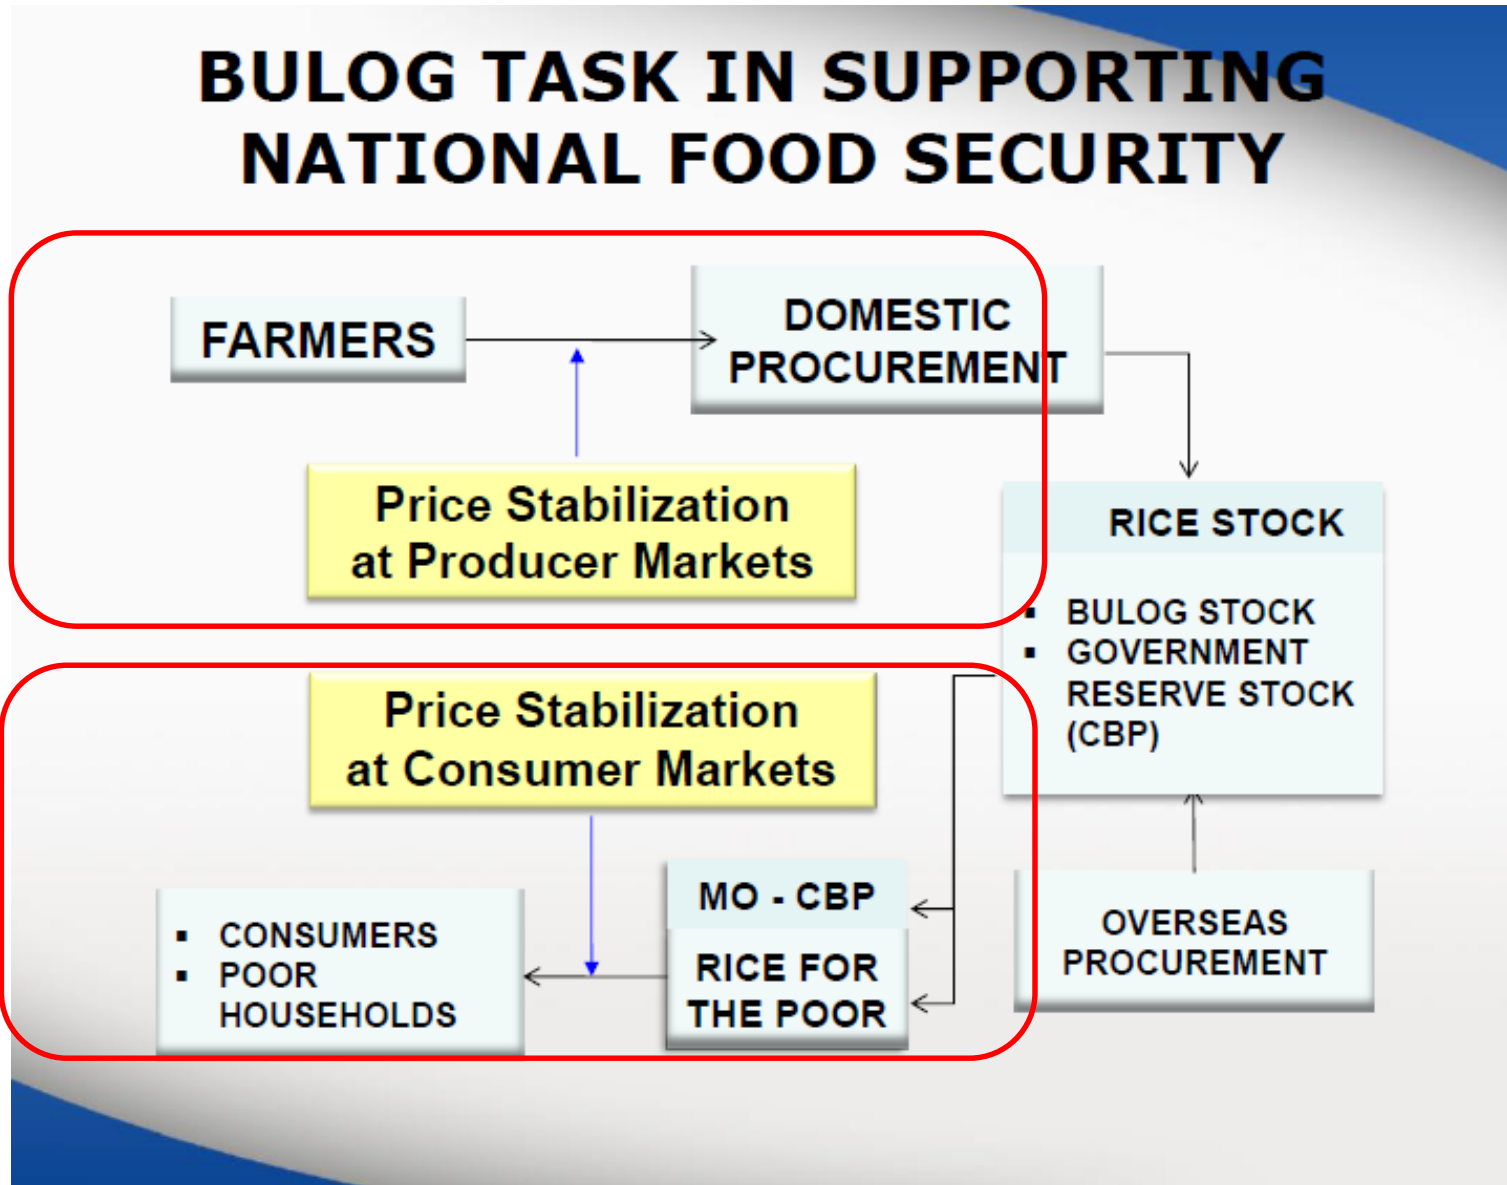 BULOG TASK IN SUPPORTING
NATIONAL FOOD SECURITY
FARMERS
DOMESTIC
PROCUREMENT
Price Stabilization
at Producer Markets
RICE STOCK
▪ BULOG STOCK
▪ GOVERNMENT
RESERVE STOCK
(CBP)
Price Stabilization
at Consumer Markets
MO - CBP
RICE FOR
THE POOR
▪ CONSUMERS
▪ POOR
HOUSEHOLDS
OVERSEAS
PROCUREMENT